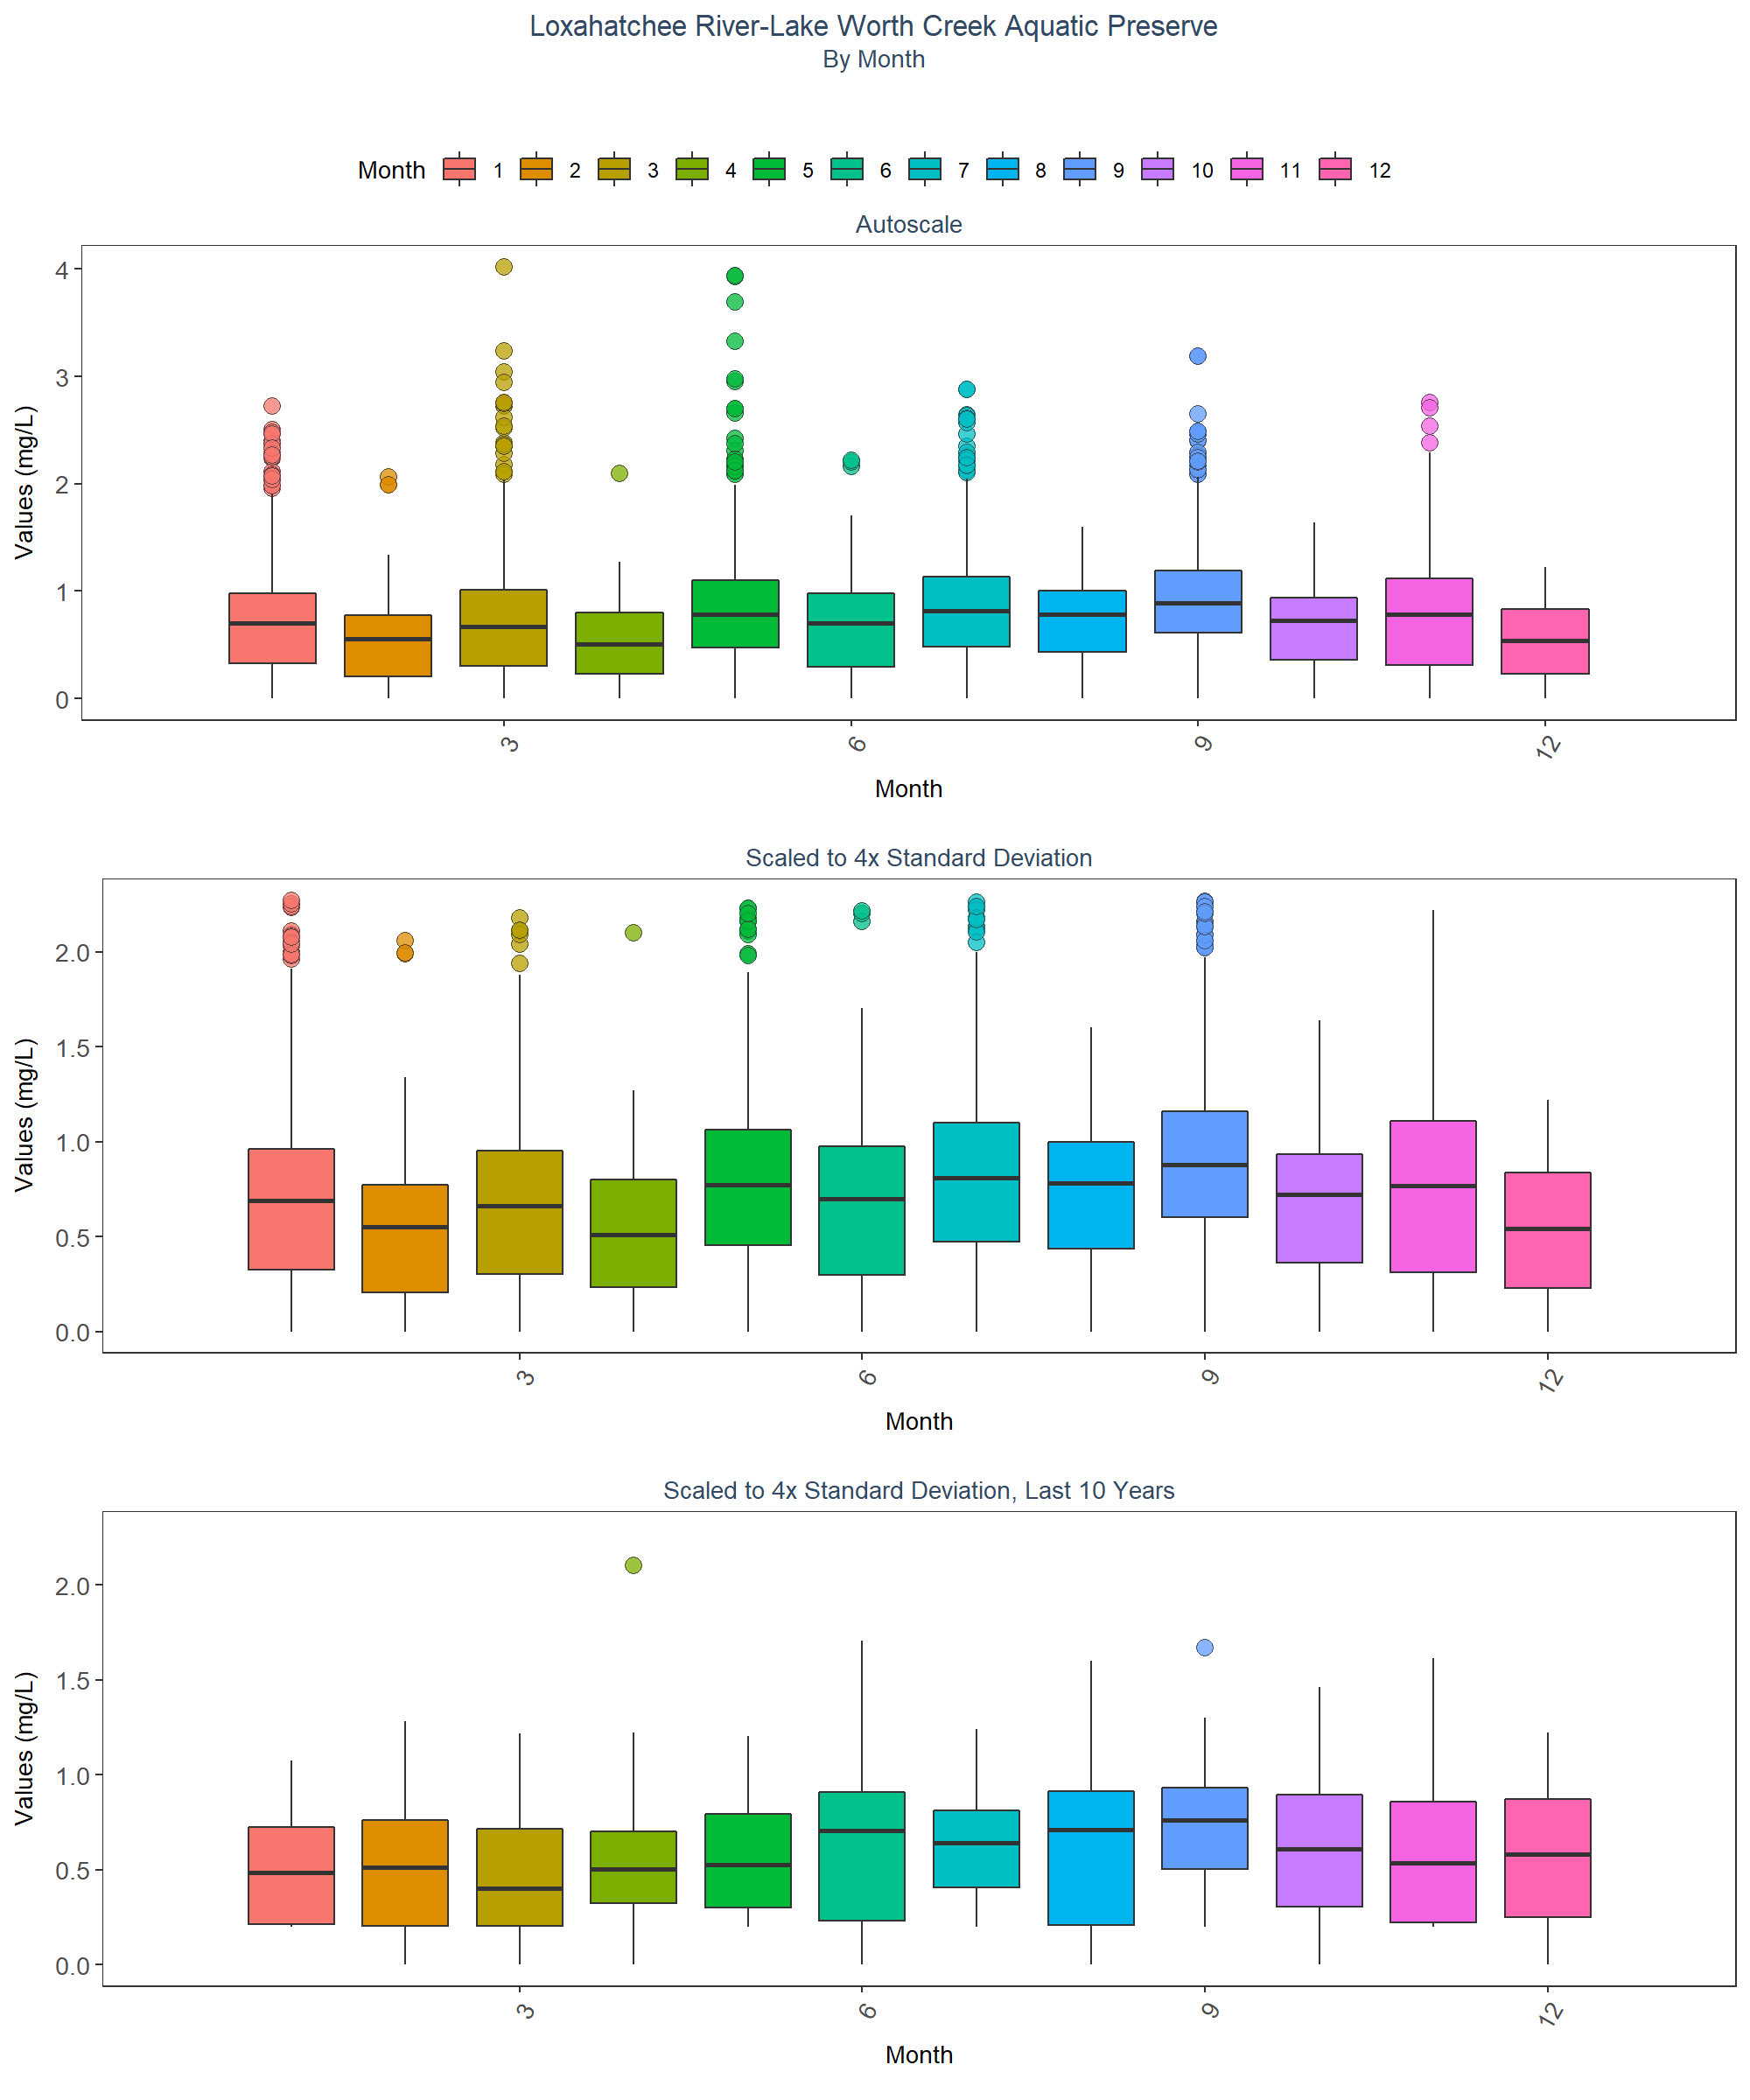 Loxahatchee River-Lake Worth Creek Aquatic Preserve
By Month
Month 1 2 3 4 5 6 7 8 9 10 11 12
Autoscale
Values (mg/L)
4
3
2
1
0
3 6 9 12
Month
Scaled to 4x Standard Deviation
Values (mg/L)
2.0
1.5
1.0
0.5
0.0
3 6 9 12
Month
Scaled to 4x Standard Deviation, Last 10 Years
Values (mg/L)
2.0
1.5
1.0
0.5
0.0
3 6 9 12
Month